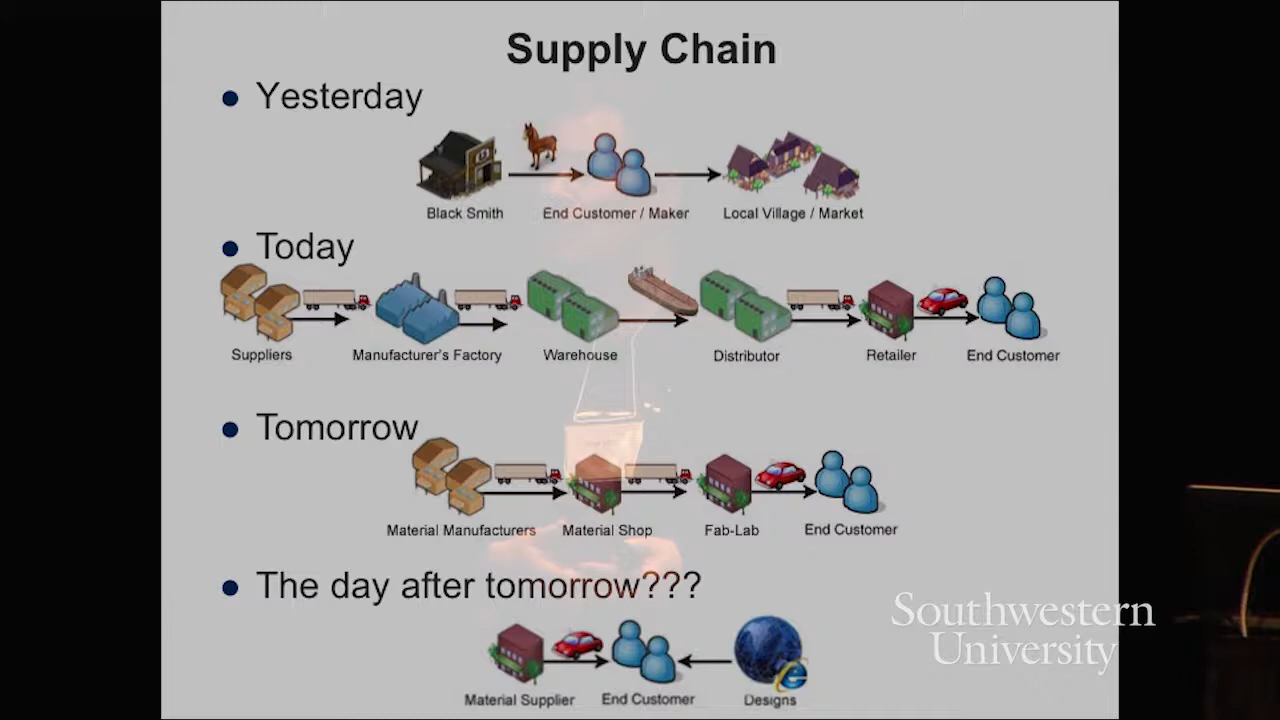 Supply Chain
Yesterday
Black Smith End Customer / Maker Local Village / Market
Today
Suppliers Manufacturer's Factory Warehouse Distributor Retailer End Customer
Tomorrow
Material Manufacturers Material Shop Fab-Lab End Customer
The day after tomorrow???
Material Supplier End Customer Designs
Southwestern
University